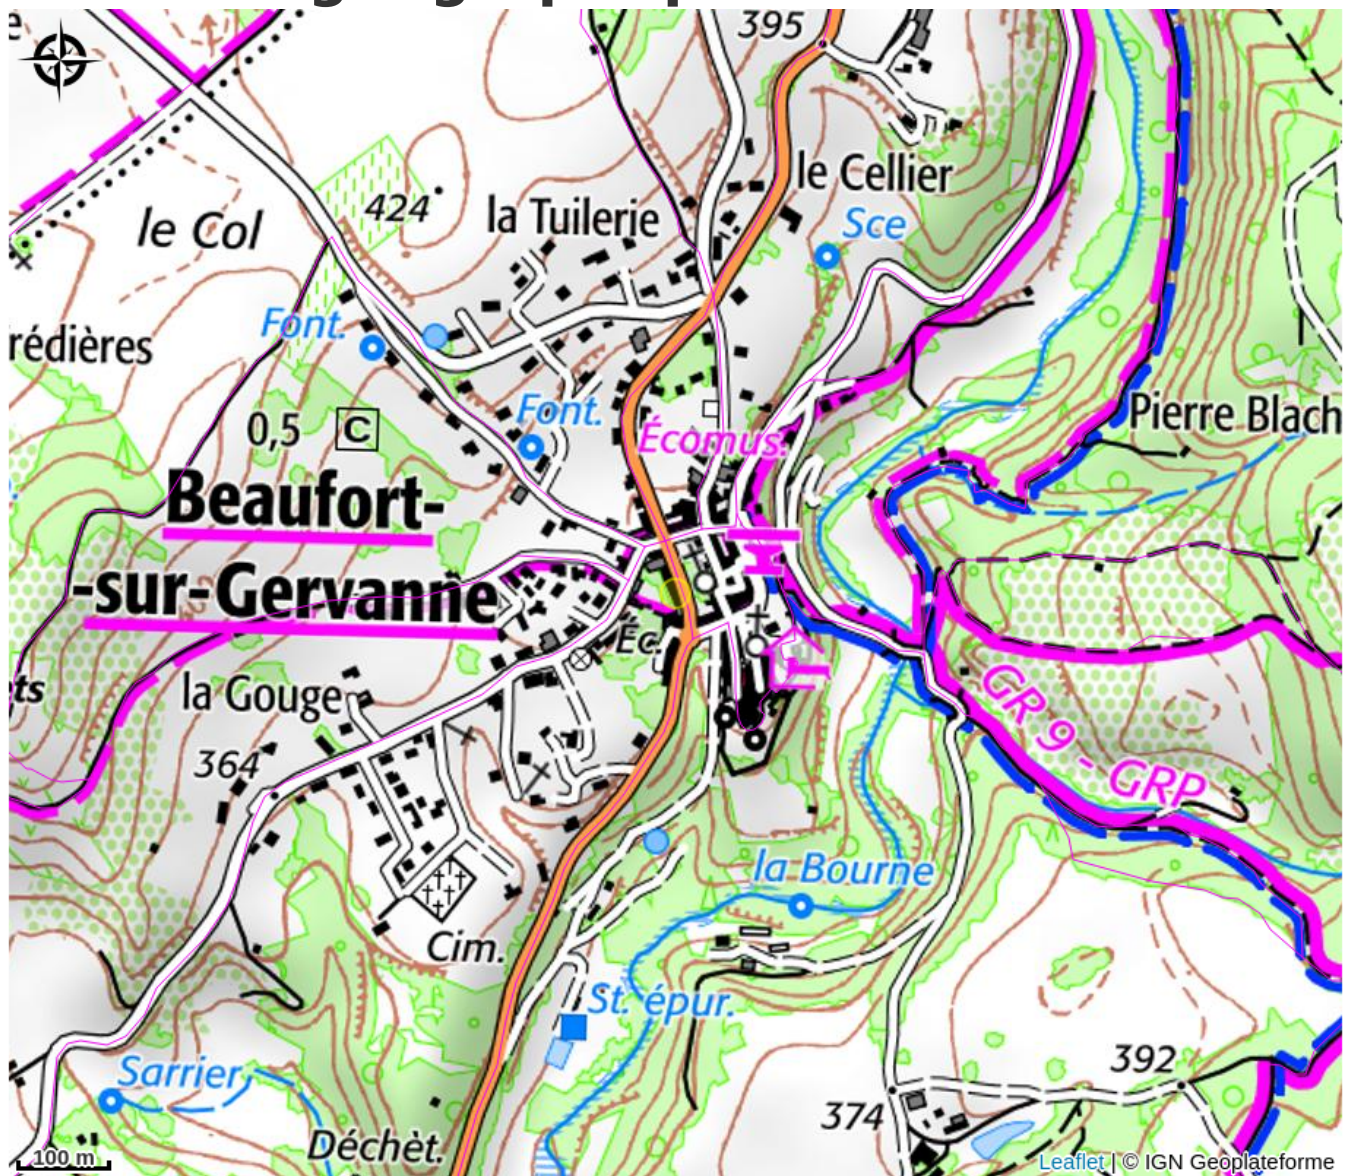 395
le Cellier
Sce
424
la Tuilerie
le Col
Font.
rédières
Font.
0,5
C
Écomus.
Pierre Blach
Beaufort-
-sur-Gervanne
Éc.
ts
la Gouge
GR 9 - GRP
364
la Bourne
Cim.
St. épur.
Sarrier
392
374
Déchèt.
100 m
Leaflet | © IGN Geoplateforme